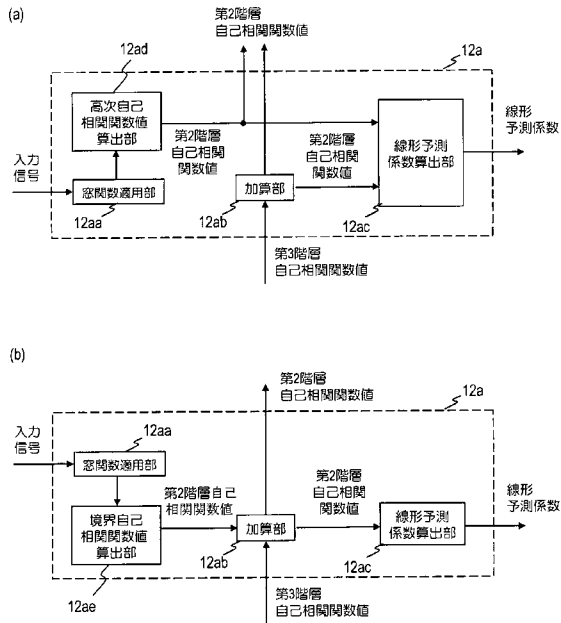 (a)
第2階層
自己相関関数値
12ad
12a
高次自己
相関関数値
算出部
第2階層
自己相関
関数値
第2階層
自己相関
関数値
線形予測
係数算出部
線形
予測係数
入力
信号
窓関数適用部
加算部
12aa
12ab
12ac
第3階層
自己相関関数値
(b)
第2階層
自己相関関数値
12a
入力
信号
12aa
窓関数適用部
第2階層自己
相関関数値
第2階層
自己相関
関数値
線形
予測係数
境界自己
相関関数値
算出部
加算部
線形予測
係数算出部
12ab
12ac
12ae
第3階層
自己相関関数値